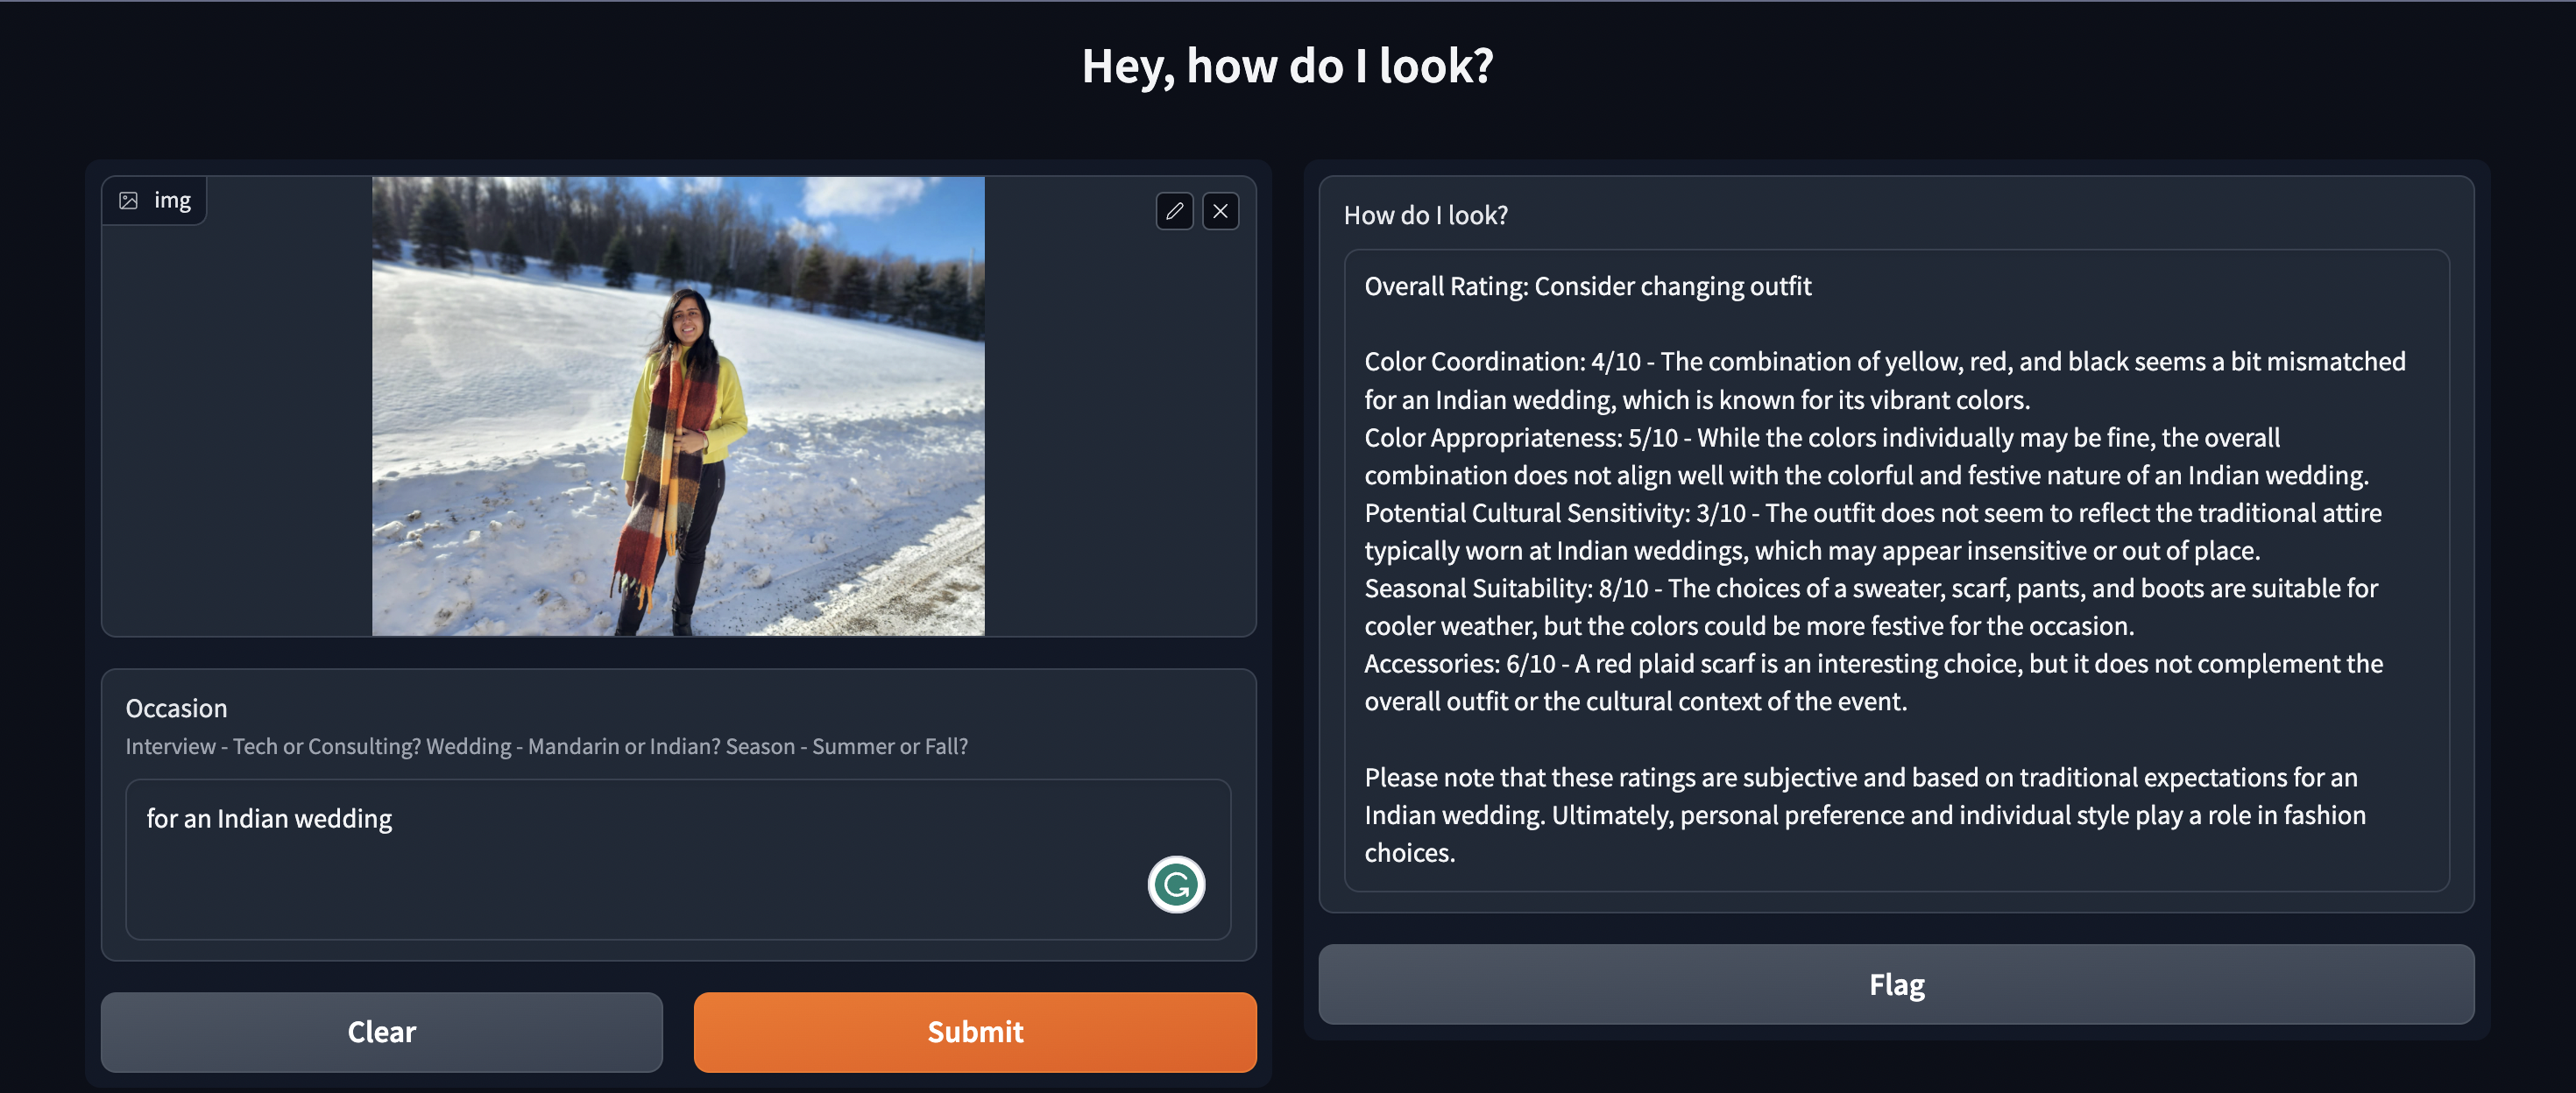 Hey, how do I look?
img
Occasion
Interview - Tech or Consulting? Wedding - Mandarin or Indian? Season - Summer or Fall?
for an Indian wedding
Clear
Submit
How do I look?
Overall Rating: Consider changing outfit
Color Coordination: 4/10 - The combination of yellow, red, and black seems a bit mismatched
for an Indian wedding, which is known for its vibrant colors.
Color Appropriateness: 5/10 - While the colors individually may be fine, the overall
combination does not align well with the colorful and festive nature of an Indian wedding.
Potential Cultural Sensitivity: 3/10 - The outfit does not seem to reflect the traditional attire
typically worn at Indian weddings, which may appear insensitive or out of place.
Seasonal Suitability: 8/10 - The choices of a sweater, scarf, pants, and boots are suitable for
cooler weather, but the colors could be more festive for the occasion.
Accessories: 6/10 - A red plaid scarf is an interesting choice, but it does not complement the
overall outfit or the cultural context of the event.
Please note that these ratings are subjective and based on traditional expectations for an
Indian wedding. Ultimately, personal preference and individual style play a role in fashion
choices.
Flag